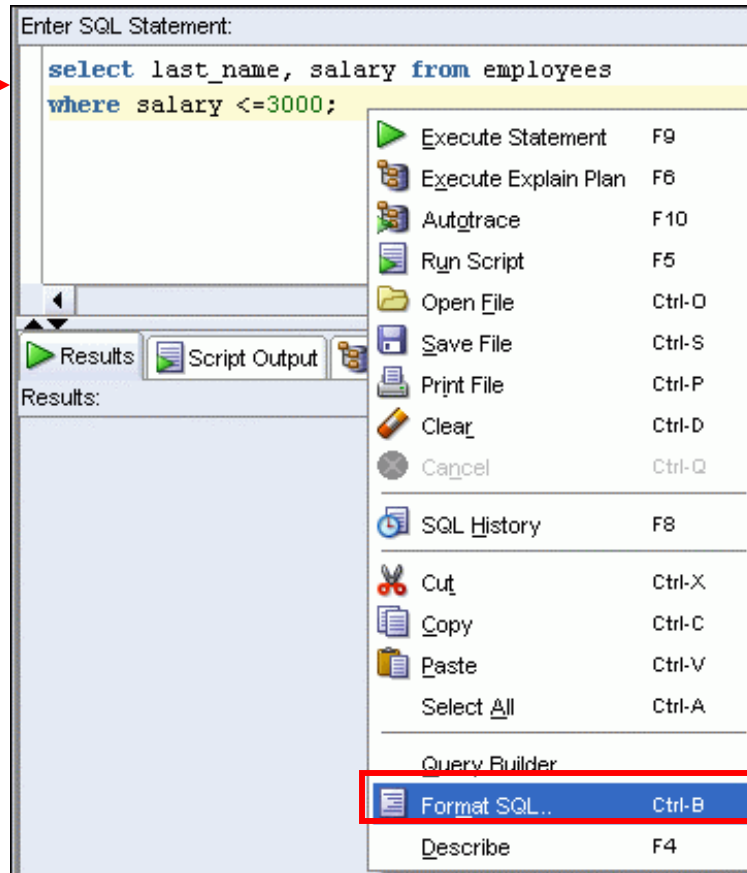 Enter SQL Statement:
select last_name, salary from employees
where salary <=3000;
Execute Statement F9
Execute Explain Plan F6
Autotrace F10
Run Script F5
Open File Ctrl-O
Save File Ctrl-S
Print File Ctrl-P
Clear Ctrl-D
Cancel Ctrl-Q
SQL History F8
Cut Ctrl-X
Copy Ctrl-C
Paste Ctrl-V
Select All Ctrl-A
Query Builder
Format SQL.. Ctrl-B
Describe F4
Results Script Output
Results: